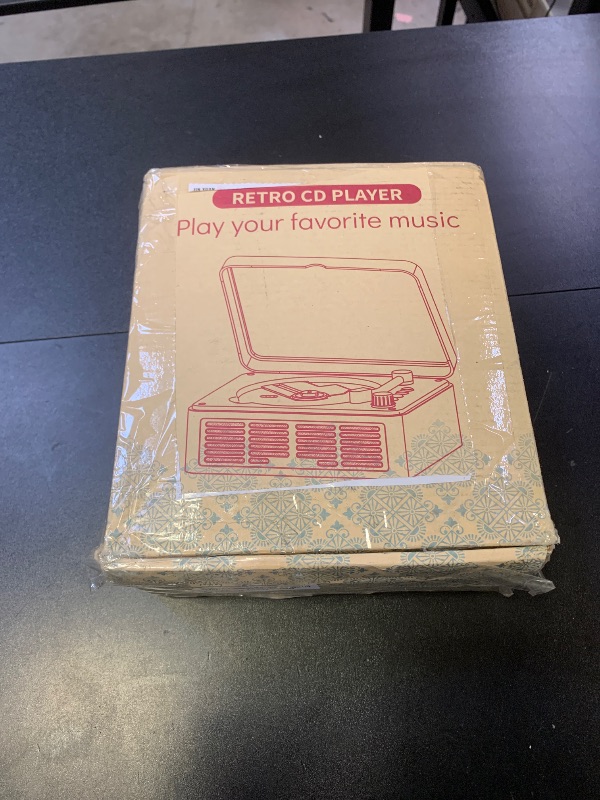 RETRO CD PLAYER
Play your favorite music